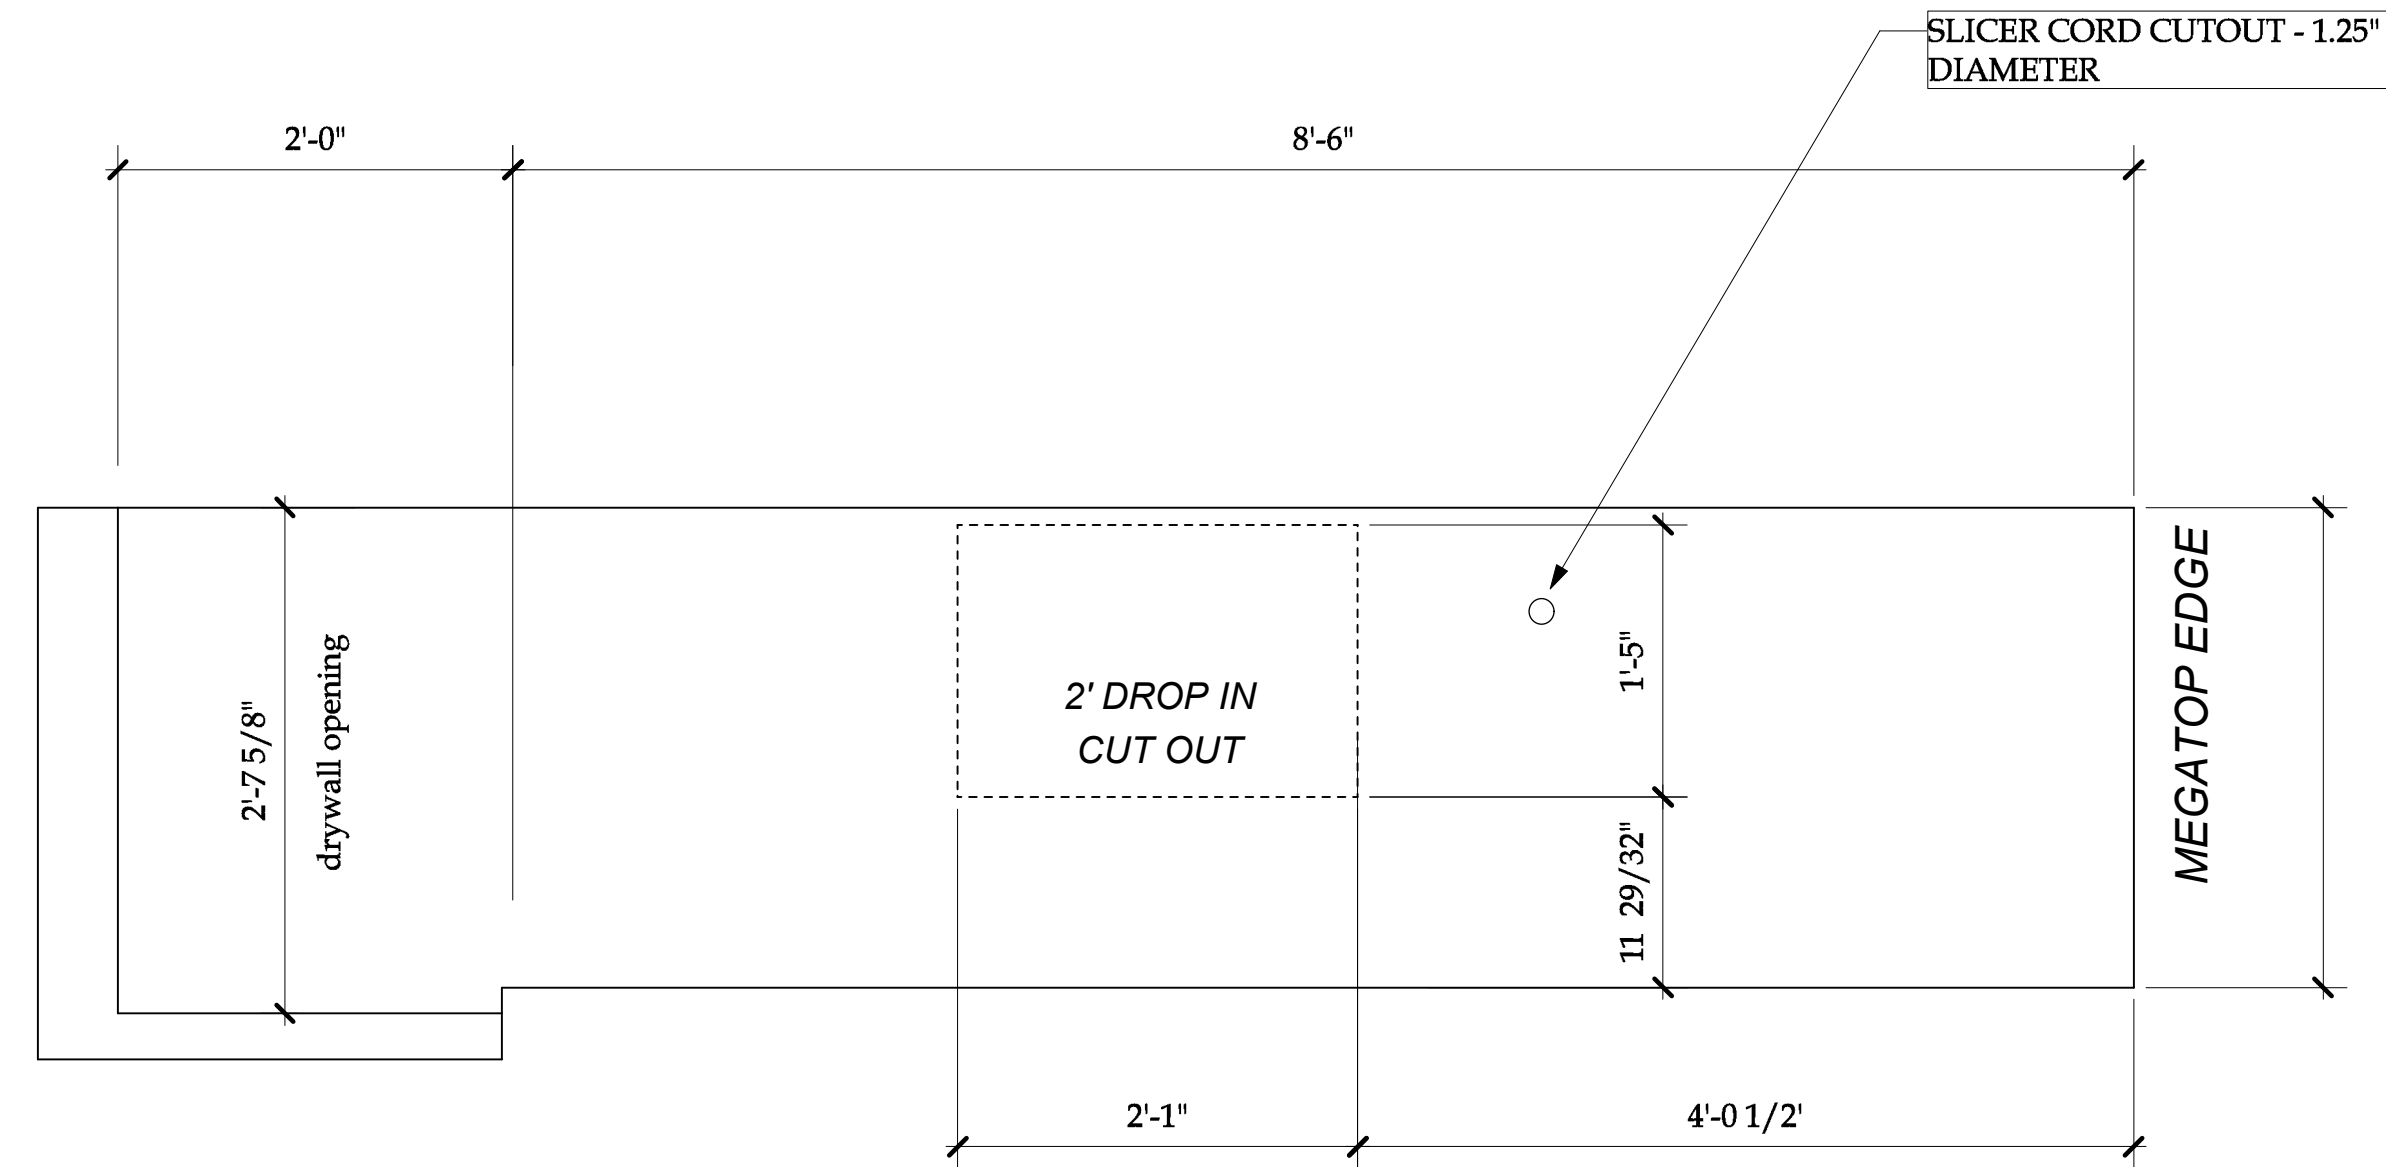 SLICER CORD CUTOUT - 1.25"
DIAMETER
2'-0"
8'-6"
2'-7 5/8"
drywall opening
2' DROP IN
CUT OUT
1'-5"
11 29/32"
MEGATOP EDGE
2'-1"
4'-0 1/2'